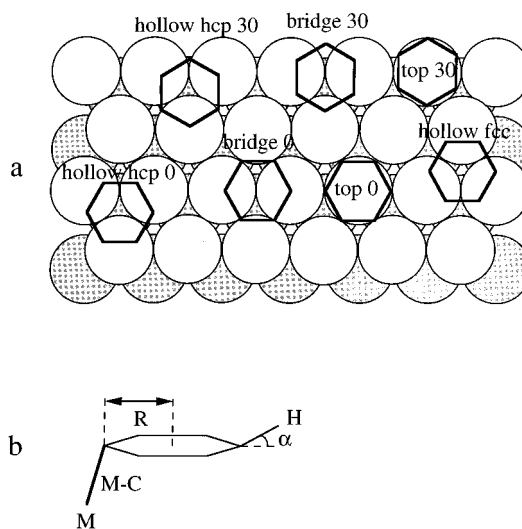 hollow hcp 30
bridge 30
top 30
hollow fcc
bridge 0
a
hollow hcp 0
top 0
R
H
α
b
M-C
M